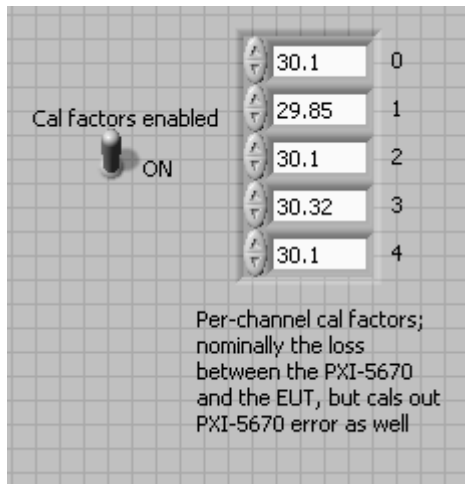 30.1 0
Cal factors enabled 29.85 1
ON 30.1 2
30.32 3
30.1 4
Per-channel cal factors;
nominally the loss
between the PXI-5670
and the EUT, but cals out
PXI-5670 error as well